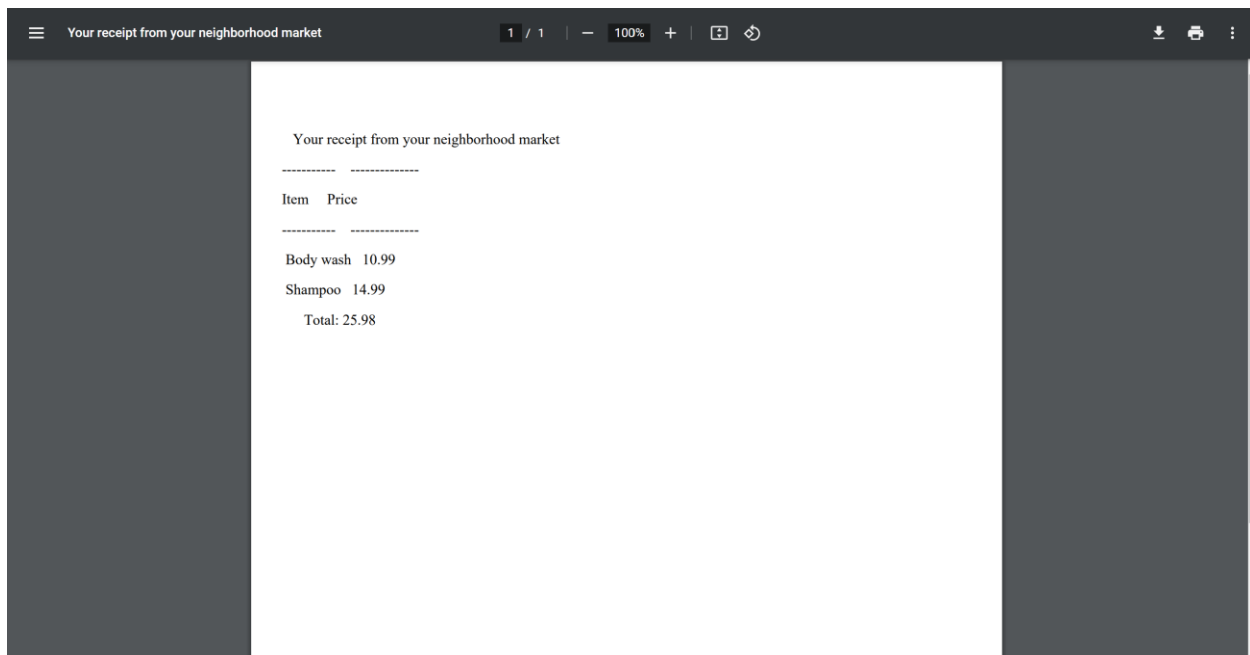 Your receipt from your neighborhood market
1 / 1
100%
Your receipt from your neighborhood market
----------- --------------
Item Price
----------- --------------
Body wash 10.99
Shampoo 14.99
Total: 25.98